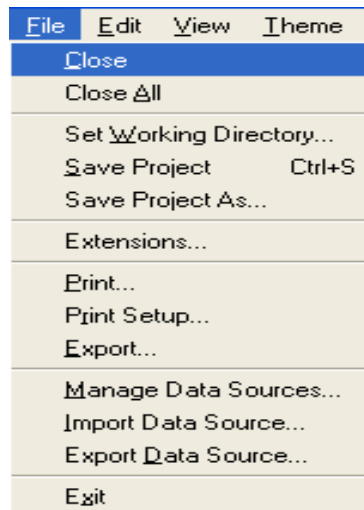 File Edit View Theme
Close
Close All
Set Working Directory...
Save Project Ctrl+S
Save Project As...
Extensions...
Print...
Print Setup...
Export...
Manage Data Sources...
Import Data Source...
Export Data Source...
Exit